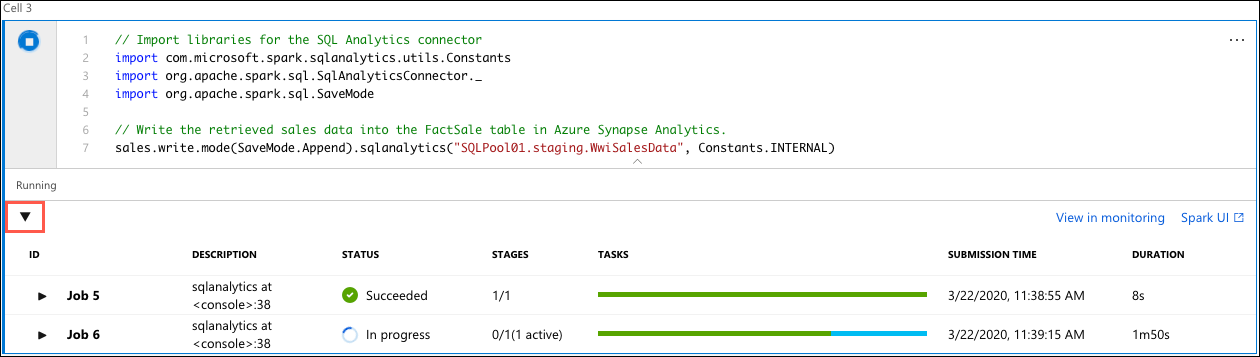 Cell 3
1 // Import libraries for the SQL Analytics connector
2 import com.microsoft.spark.sqlanalytics.utils.Constants
3 import org.apache.spark.sql.SqlAnalyticsConnector._
4 import org.apache.spark.sql.SaveMode
5
6 // Write the retrieved sales data into the FactSale table in Azure Synapse Analytics.
7 sales.write.mode(SaveMode.Append).sqlanalytics("SQLPool01.staging.WwiSalesData", Constants.INTERNAL)
Running
View in monitoring Spark UI
ID DESCRIPTION STATUS STAGES TASKS SUBMISSION TIME DURATION
Job 5 sqlanalytics at <console>:38 Succeeded 1/1 3/22/2020, 11:38:55 AM 8s
Job 6 sqlanalytics at <console>:38 In progress 0/1(1 active) 3/22/2020, 11:39:15 AM 1m50s